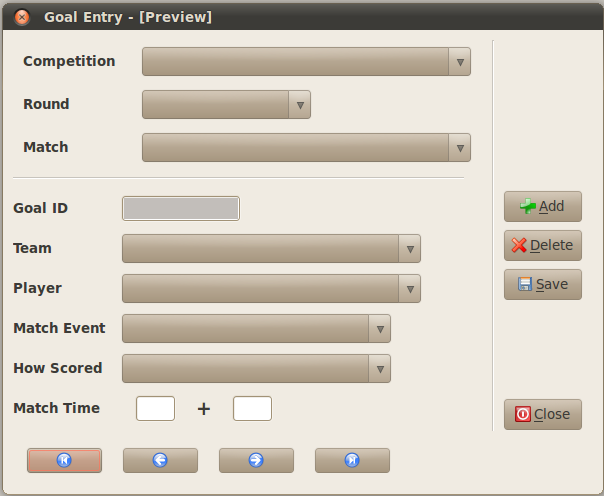 Goal Entry - [Preview]
Competition
Round
Match
Goal ID
Team
Player
Match Event
How Scored
Match Time
+
Add
Delete
Save
Close